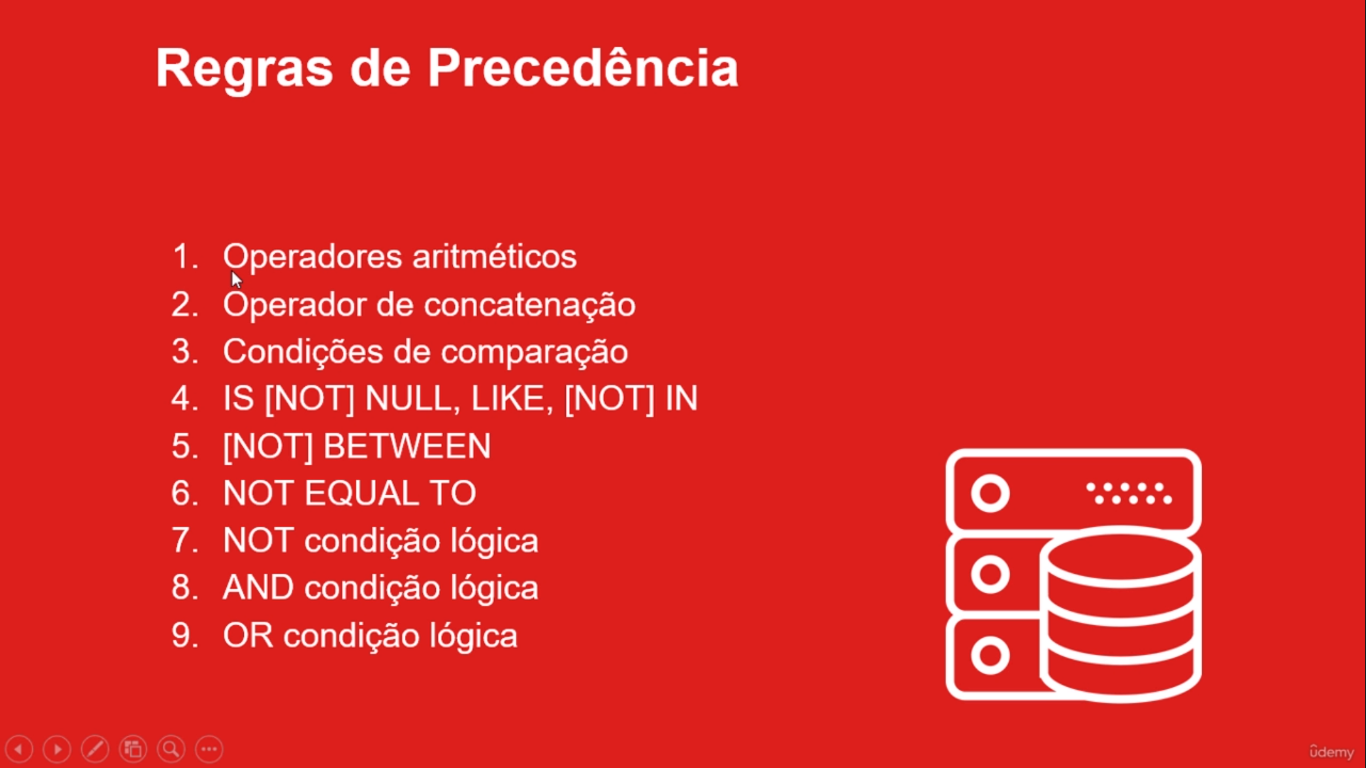 Regras de Precedência
1. Operadores aritméticos
2. Operador de concatenação
3. Condições de comparação
4. IS [NOT] NULL, LIKE, [NOT] IN
5. [NOT] BETWEEN
6. NOT EQUAL TO
7. NOT condição lógica
8. AND condição lógica
9. OR condição lógica
ûdemy